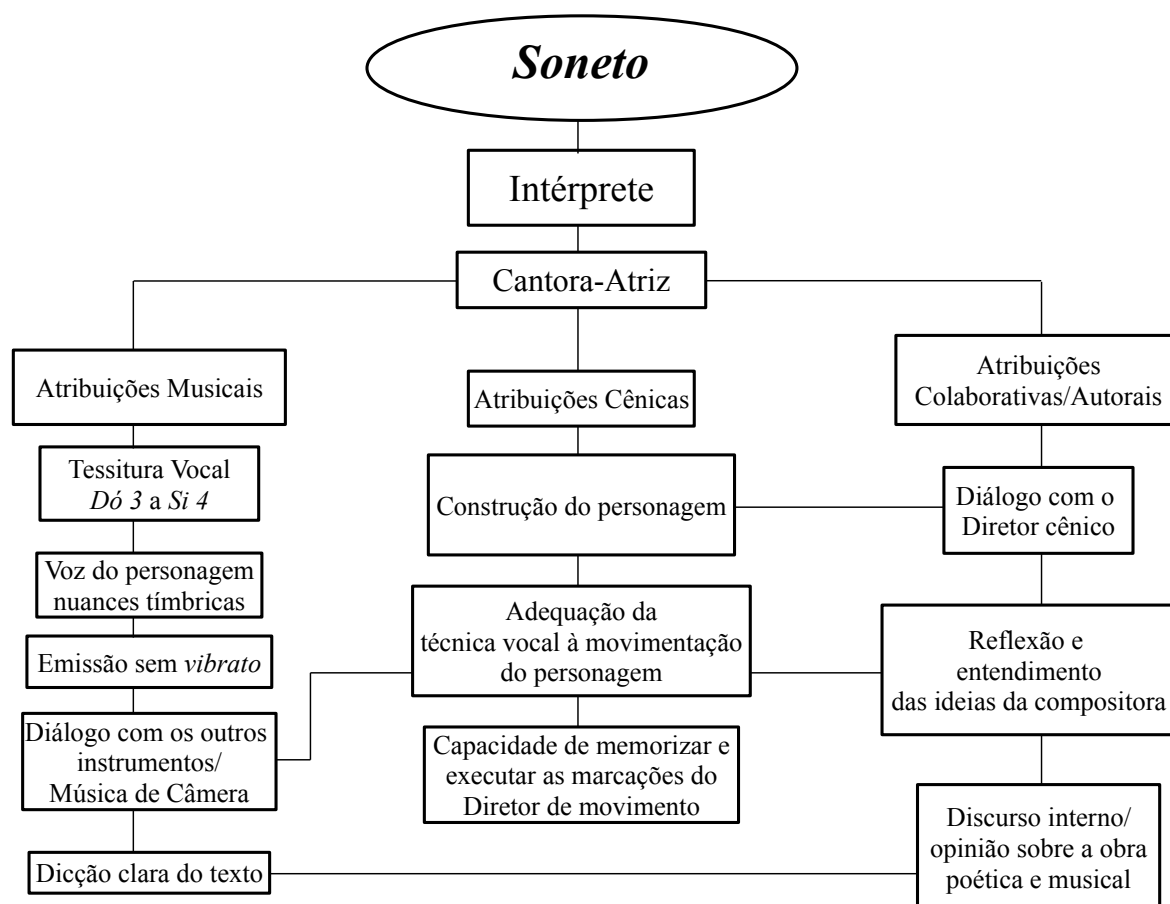 Soneto
Intérprete
Cantora-Atriz
Atribuições Musicais
Tessitura Vocal
Dó 3 a Si 4
Voz do personagem
nuances tímbricas
Emissão sem vibrato
Diálogo com os outros
instrumentos/
Música de Câmera
Dicção clara do texto
Atribuições Cênicas
Construção do personagem
Adequação da
técnica vocal à movimentação
do personagem
Capacidade de memorizar e
executar as marcações do
Diretor de movimento
Atribuições
Colaborativas/Autorais
Diálogo com o
Diretor cênico
Reflexão e
entendimento
das ideias da compositora
Discurso interno/
opinião sobre a obra
poética e musical